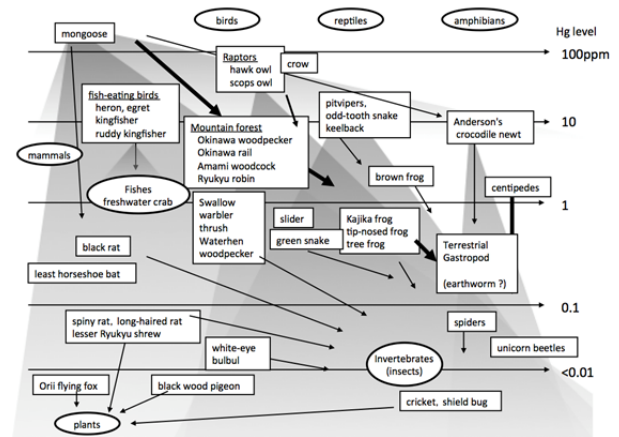 birds
reptiles
amphibians
Hg level
mongoose
100ppm
Raptors
hawk owl
scops owl
crow
fish-eating birds
heron, egret
kingfisher
ruddy kingfisher
pitvipers,
odd-tooth snake
keelback
Anderson's
crocodile newt
10
Mountain forest
Okinawa woodpecker
Okinawa rail
Amami woodcock
Ryukyu robin
mammals
brown frog
centipedes
Fishes
freshwater crab
1
Swallow
warbler
thrush
Waterhen
woodpecker
slider
green snake
Kajika frog
tip-nosed frog
tree frog
Terrestrial
Gastropod
(earthworm ?)
black rat
least horseshoe bat
0.1
spiny rat, long-haired rat
lesser Ryukyu shrew
spiders
white-eye
bulbul
Invertebrates
(insects)
unicorn beetles
<0.01
Orii flying fox
black wood pigeon
cricket, shield bug
plants